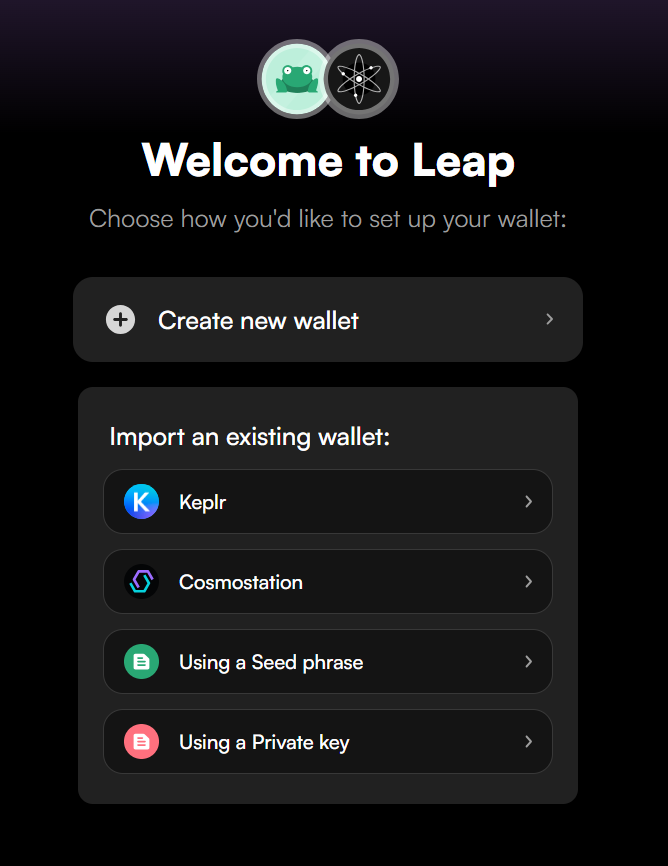 Welcome to Leap
Choose how you'd like to set up your wallet:
Create new wallet
Import an existing wallet:
K
Keplr
Cosmostation
Using a Seed phrase
Using a Private key